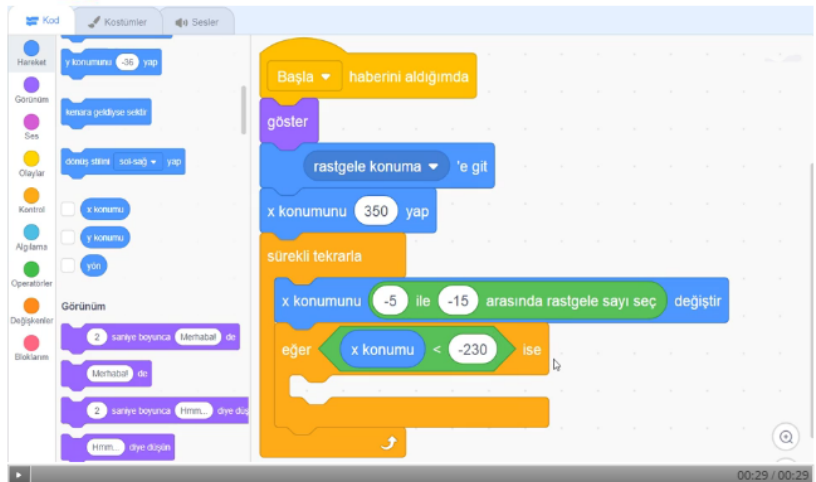 Kod Kostümler Sesler
Hareket
Görünüm
Ses
Olaylar
Kontrol
Algılama
Operatörler
Değişkenler
Bloklarım
y konumunu -36 yap
kenara geldiyse sektir
dönüş stilini sol-sağ yap
x konumu
y konumu
yön
Görünüm
2 saniye boyunca Merhaba! de
Merhaba! de
2 saniye boyunca Hmm... diye düş
Hmm... diye düşün
Başla haberini aldığımda
göster
rastgele konuma 'e git
x konumunu 350 yap
sürekli tekrarla
x konumunu -5 ile -15 arasında rastgele sayı seç değiştir
eğer x konumu < -230 ise
00:29 / 00:29